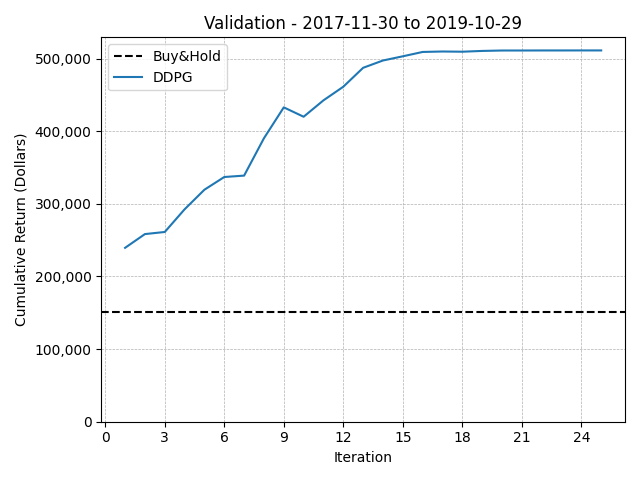 Validation - 2017-11-30 to 2019-10-29
Buy&Hold
DDPG
Cumulative Return (Dollars)
500,000
400,000
300,000
200,000
100,000
0
0 3 6 9 12 15 18 21 24
Iteration